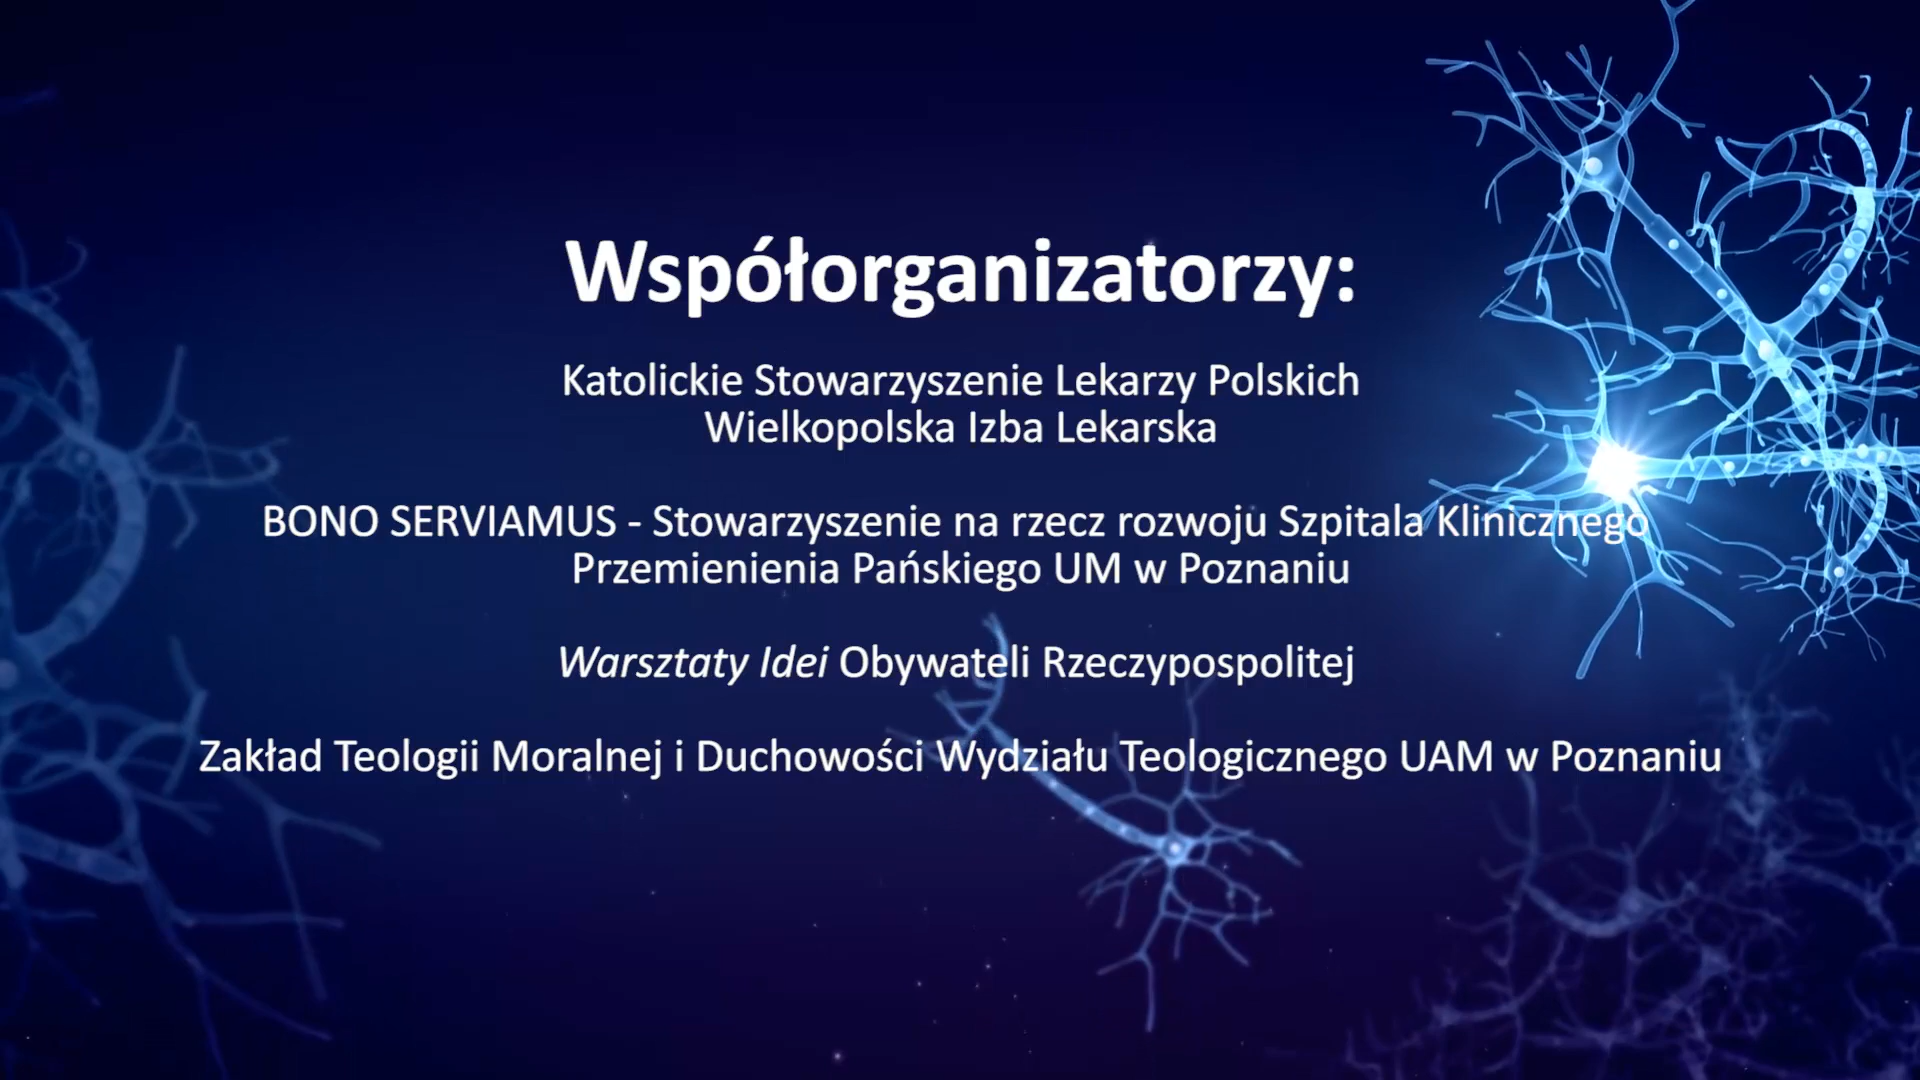 Współorganizatorzy:
Katolickie Stowarzyszenie Lekarzy Polskich
Wielkopolska Izba Lekarska
BONO SERVIAMUS - Stowarzyszenie na rzecz rozwoju Szpitala Klinicznego
Przemienienia Pańskiego UM w Poznaniu
Warsztaty Idei Obywateli Rzeczypospolitej
Zakład Teologii Moralnej i Duchowości Wydziału Teologicznego UAM w Poznaniu